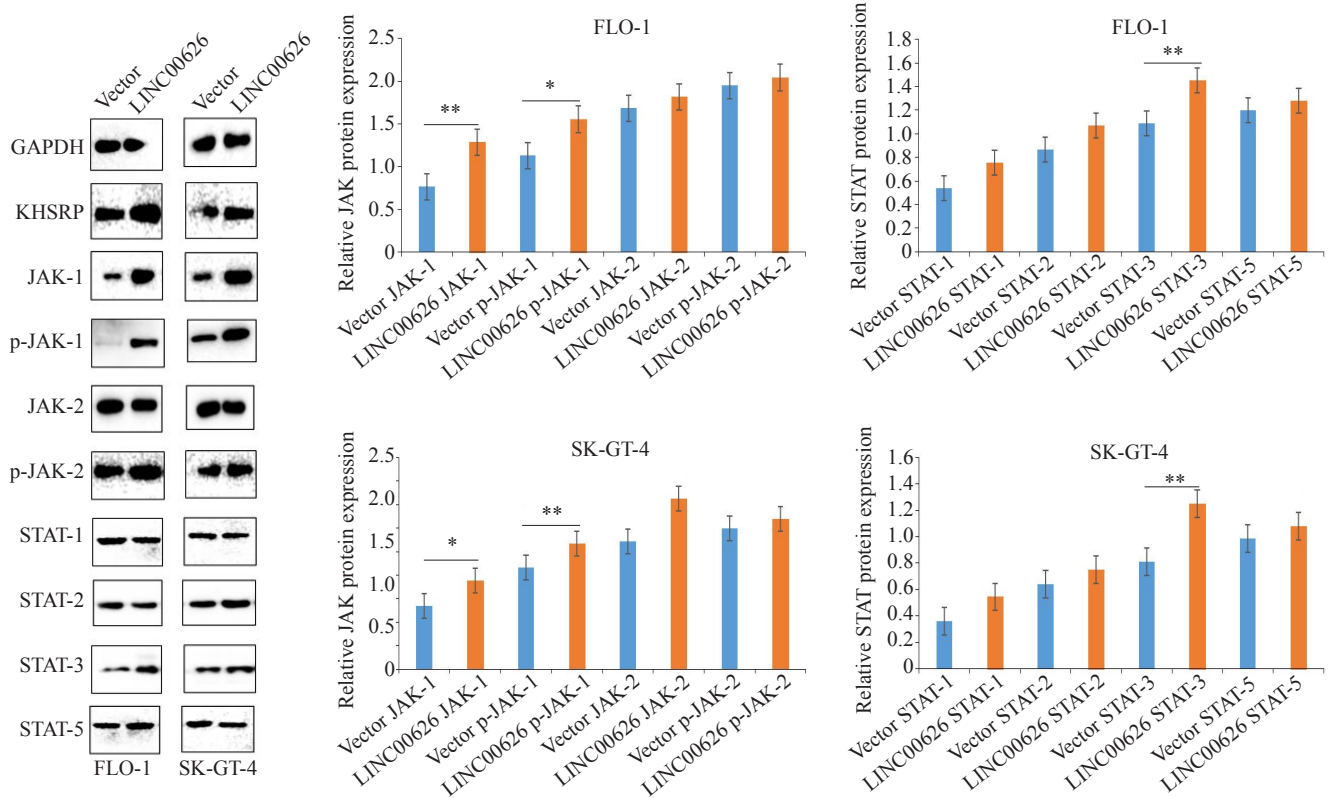 Vector
LINC00626
Vector
LINC00626
GAPDH
KHSRP
JAK-1
p-JAK-1
JAK-2
p-JAK-2
STAT-1
STAT-2
STAT-3
STAT-5
FLO-1
SK-GT-4
FLO-1
Relative JAK protein expression
2.5
2.0
1.5
1.0
0.5
0
**
*
Vector JAK-1
LINC00626 JAK-1
Vector p-JAK-1
LINC00626 p-JAK-1
Vector JAK-2
LINC00626 JAK-2
Vector p-JAK-2
LINC00626 p-JAK-2
FLO-1
Relative STAT protein expression
1.8
1.6
1.4
1.2
1.0
0.8
0.6
0.4
0.2
0
**
Vector STAT-1
LINC00626 STAT-1
Vector STAT-2
LINC00626 STAT-2
Vector STAT-3
LINC00626 STAT-3
Vector STAT-5
LINC00626 STAT-5
SK-GT-4
Relative JAK protein expression
2.5
2.0
1.5
1.0
0.5
0
*
**
Vector JAK-1
LINC00626 JAK-1
Vector p-JAK-1
LINC00626 p-JAK-1
Vector JAK-2
LINC00626 JAK-2
Vector p-JAK-2
LINC00626 p-JAK-2
SK-GT-4
Relative STAT protein expression
1.6
1.4
1.2
1.0
0.8
0.6
0.4
0.2
0
**
Vector STAT-1
LINC00626 STAT-1
Vector STAT-2
LINC00626 STAT-2
Vector STAT-3
LINC00626 STAT-3
Vector STAT-5
LINC00626 STAT-5